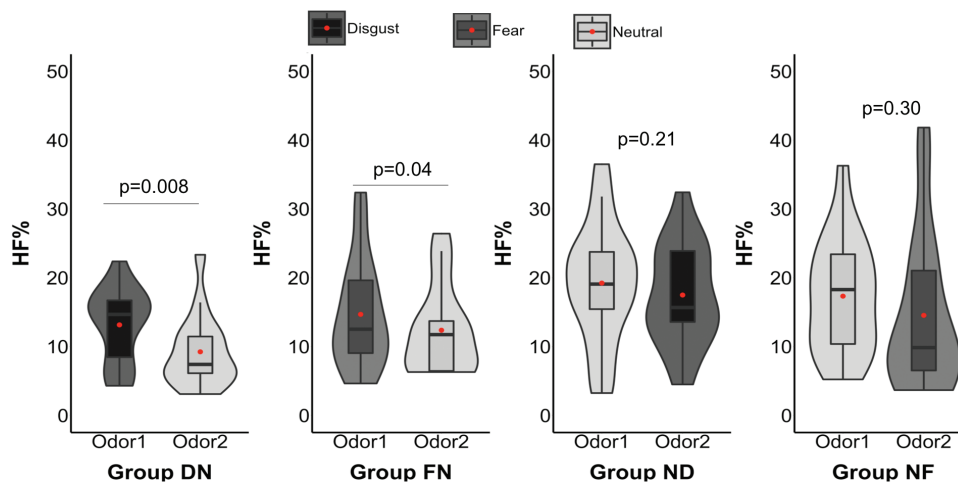 Disgust
Fear
Neutral
HF%
50
40
30
20
10
0
p=0.008
Odor1 Odor2
Group DN
HF%
50
40
30
20
10
0
p=0.04
Odor1 Odor2
Group FN
HF%
50
40
30
20
10
0
p=0.21
Odor1 Odor2
Group ND
HF%
50
40
30
20
10
0
p=0.30
Odor1 Odor2
Group NF